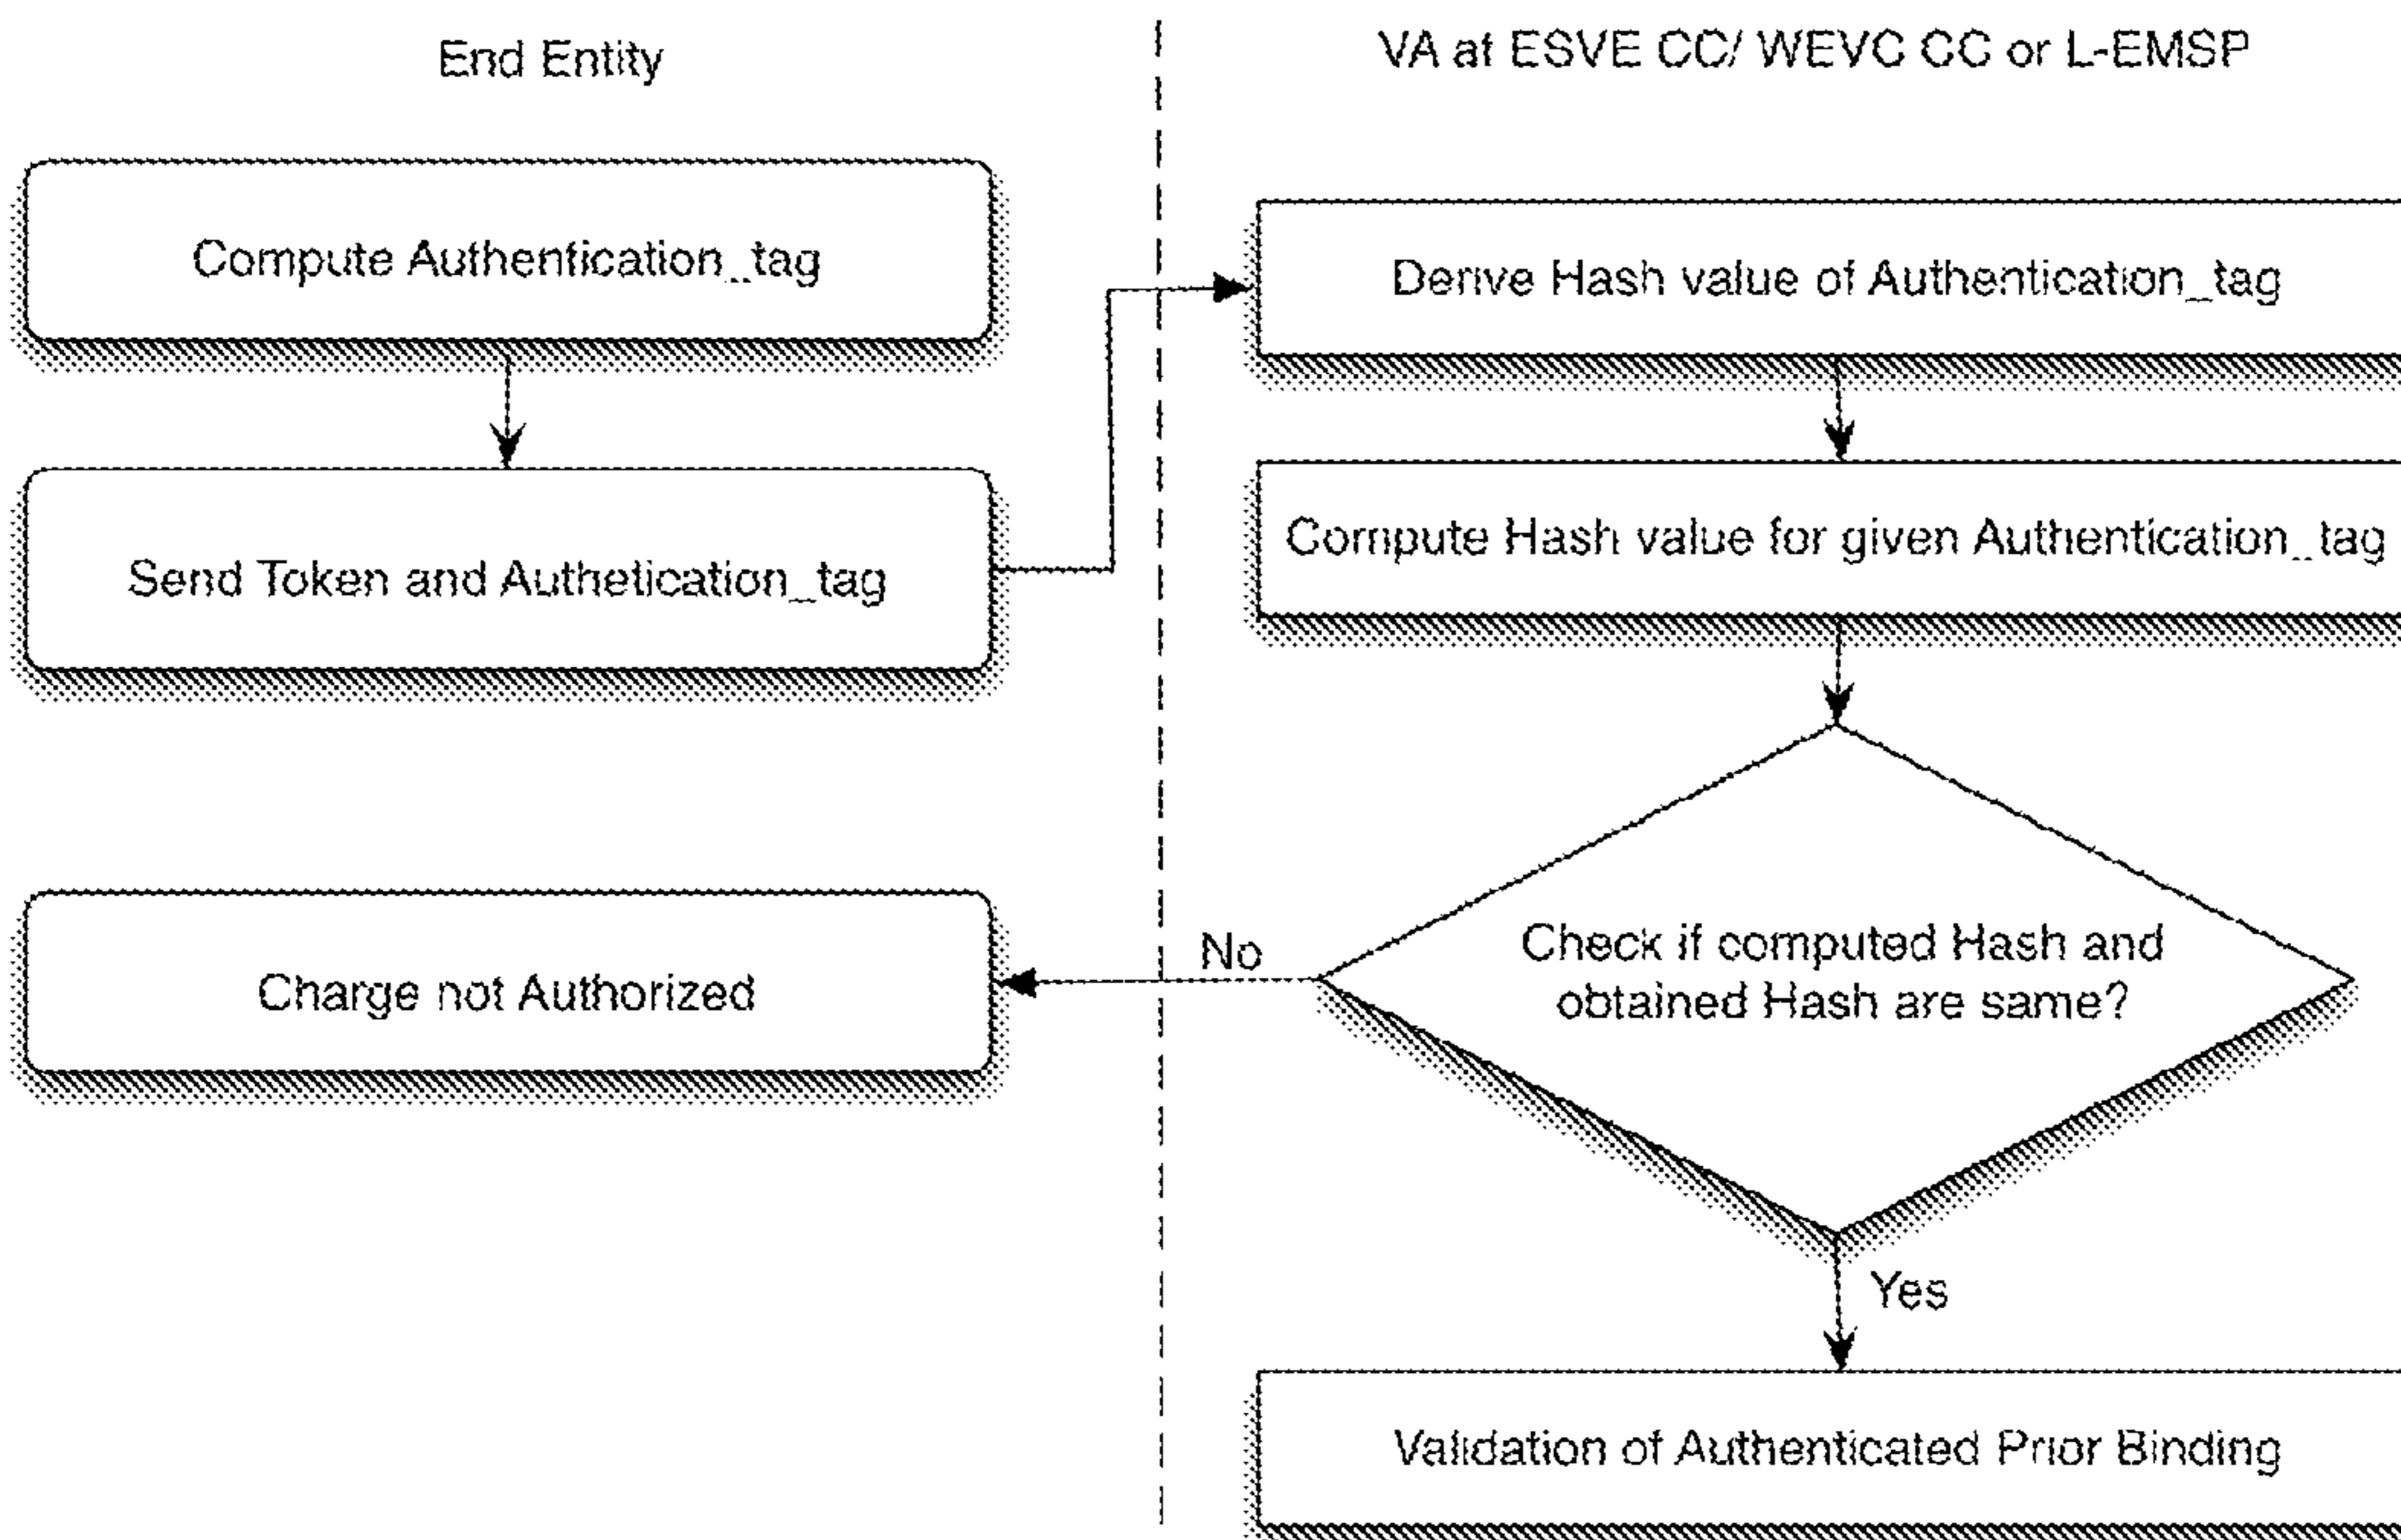 End Entity
VA at ESVE CC/ WEVC CC or L-EMSP
Compute Authentication_tag
Send Token and Authetication_tag
Derive Hash value of Authentication_tag
Compute Hash value for given Authentication_tag
Check if computed Hash and
obtained Hash are same?
No
Charge not Authorized
Yes
Validation of Authenticated Prior Binding